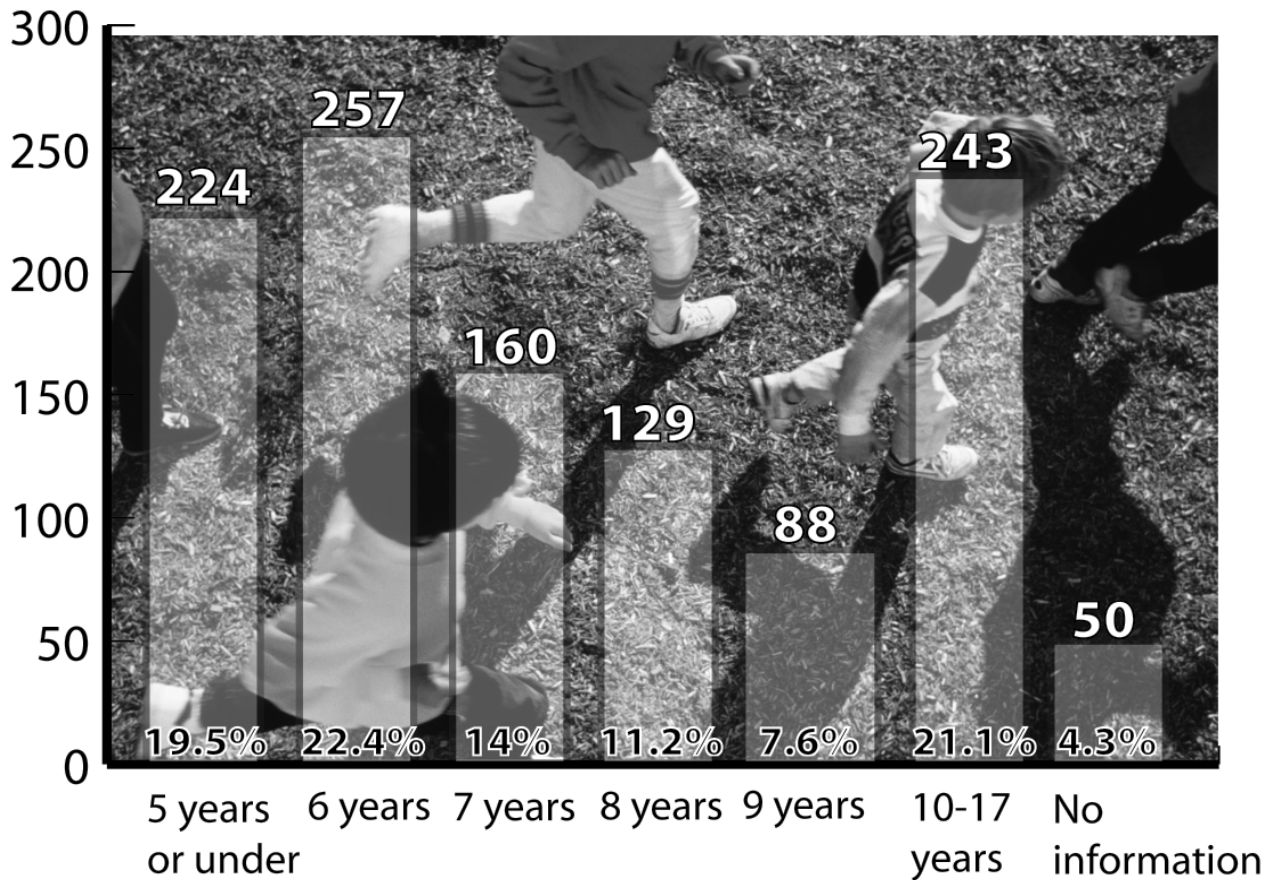 300
250
200
150
100
50
0
224
257
160
129
88
243
50
19.5%
22.4%
14%
11.2%
7.6%
21.1%
4.3%
5 years
or under
6 years
7 years
8 years
9 years
10-17
years
No
information